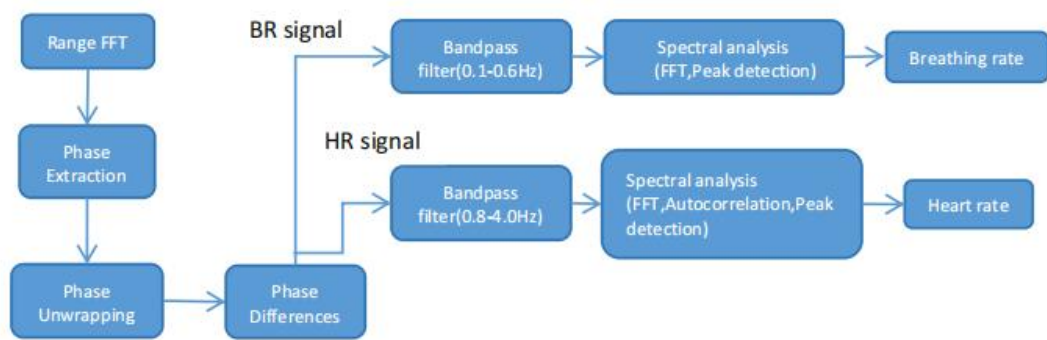 Range FFT
Phase
Extraction
Phase
Unwrapping
Phase
Differences
BR signal
Bandpass
filter(0.1-0.6Hz)
Spectral analysis
(FFT,Peak detection)
Breathing rate
HR signal
Bandpass
filter(0.8-4.0Hz)
Spectral analysis
(FFT,Autocorrelation,Peak
detection)
Heart rate